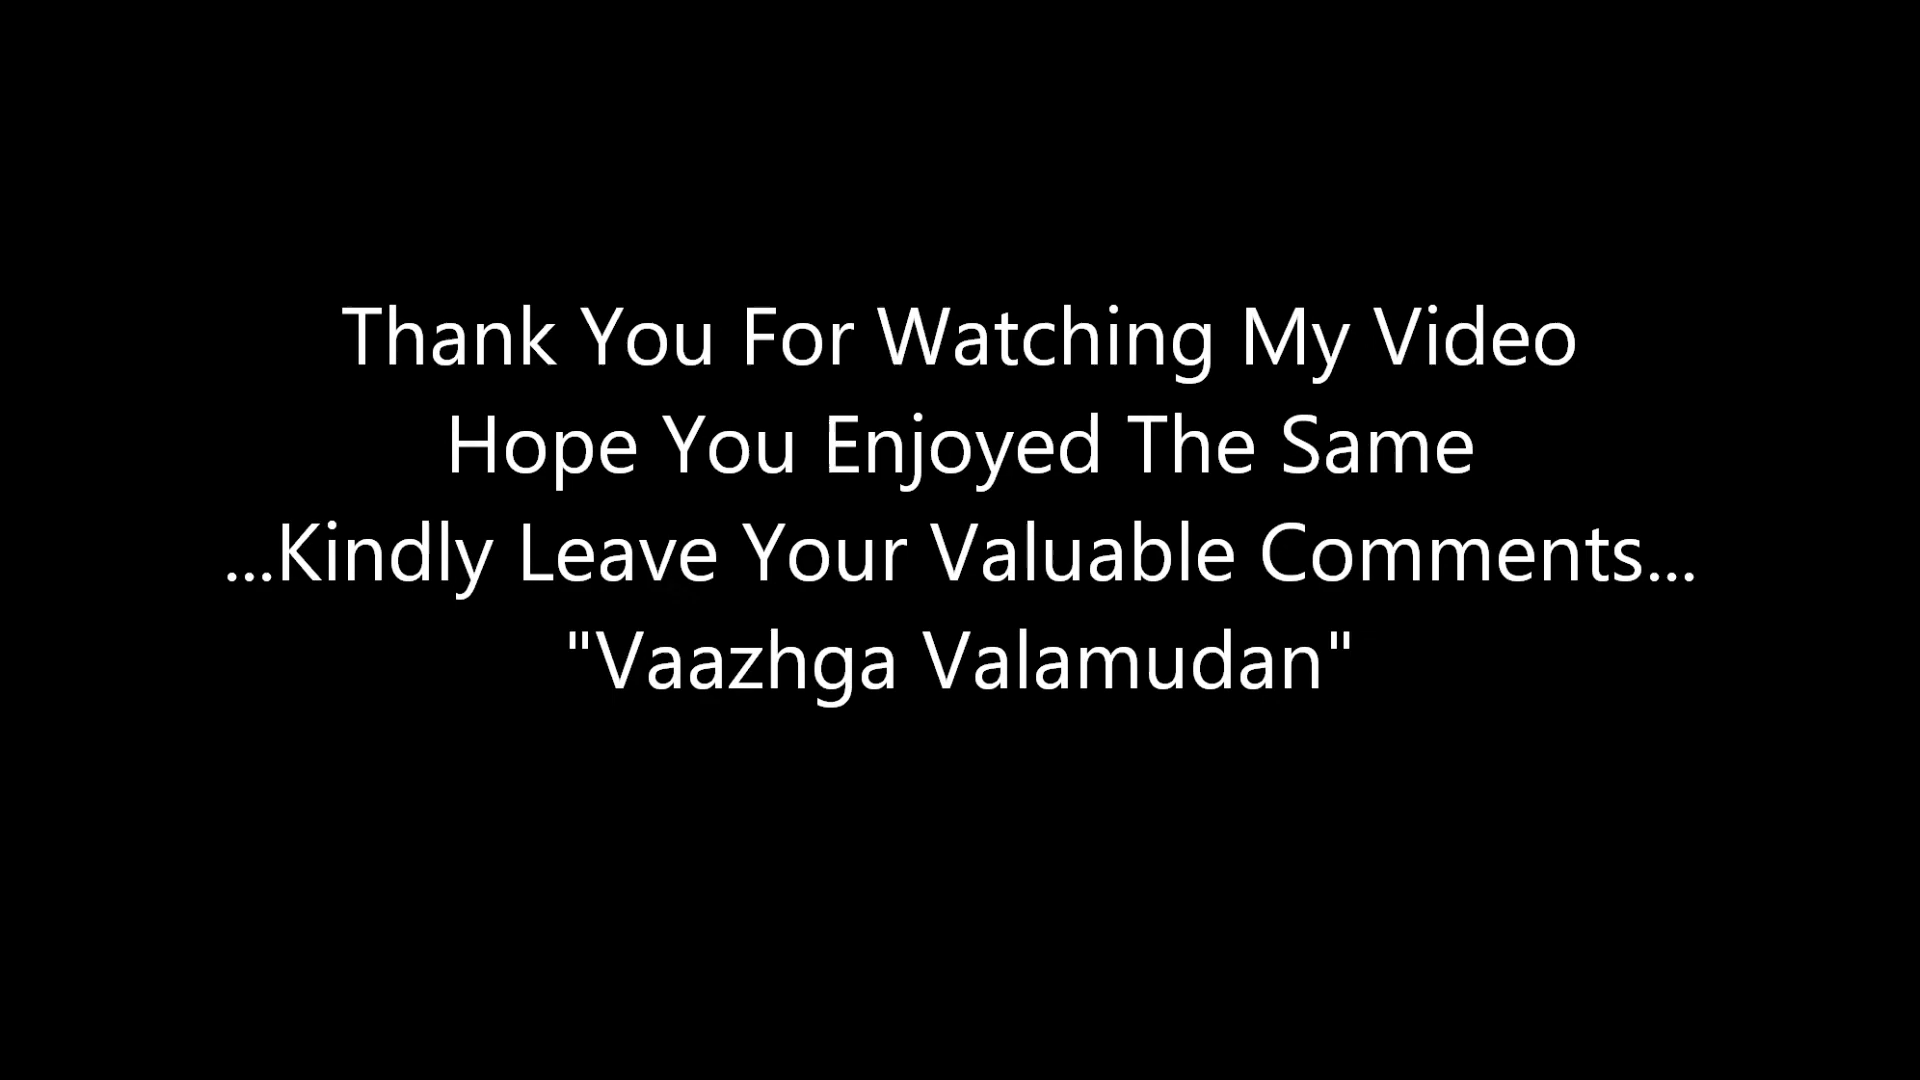 Thank You For Watching My Video
Hope You Enjoyed The Same
...Kindly Leave Your Valuable Comments...
"Vaazhga Valamudan"